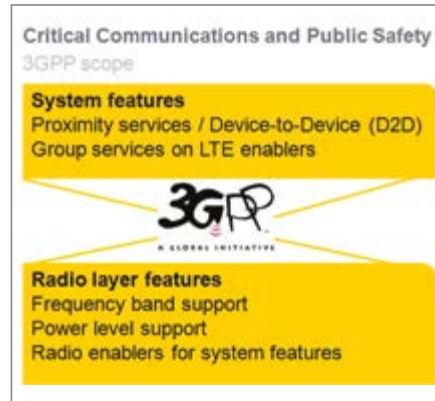 Critical Communications and Public Safety
3GPP scope
System features
Proximity services / Device-to-Device (D2D)
Group services on LTE enablers
3GPP
A GLOBAL INITIATIVE
Radio layer features
Frequency band support
Power level support
Radio enablers for system features